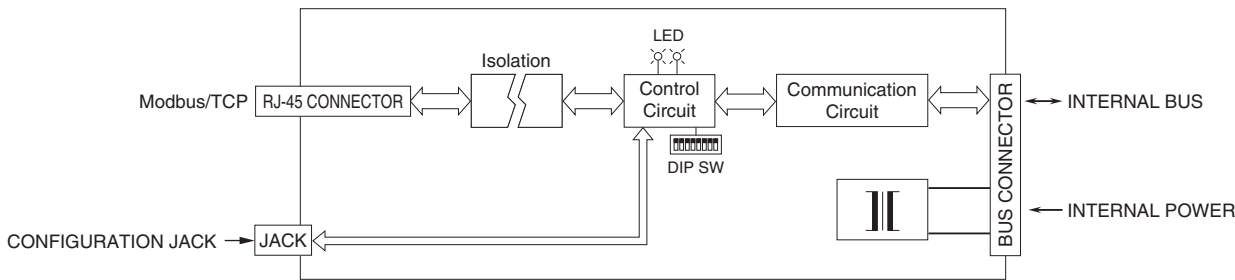 LED
Isolation
Modbus/TCP
RJ-45 CONNECTOR
Control
Circuit
Communication
Circuit
BUS CONNECTOR
INTERNAL BUS
DIP SW
INTERNAL POWER
CONFIGURATION JACK
JACK